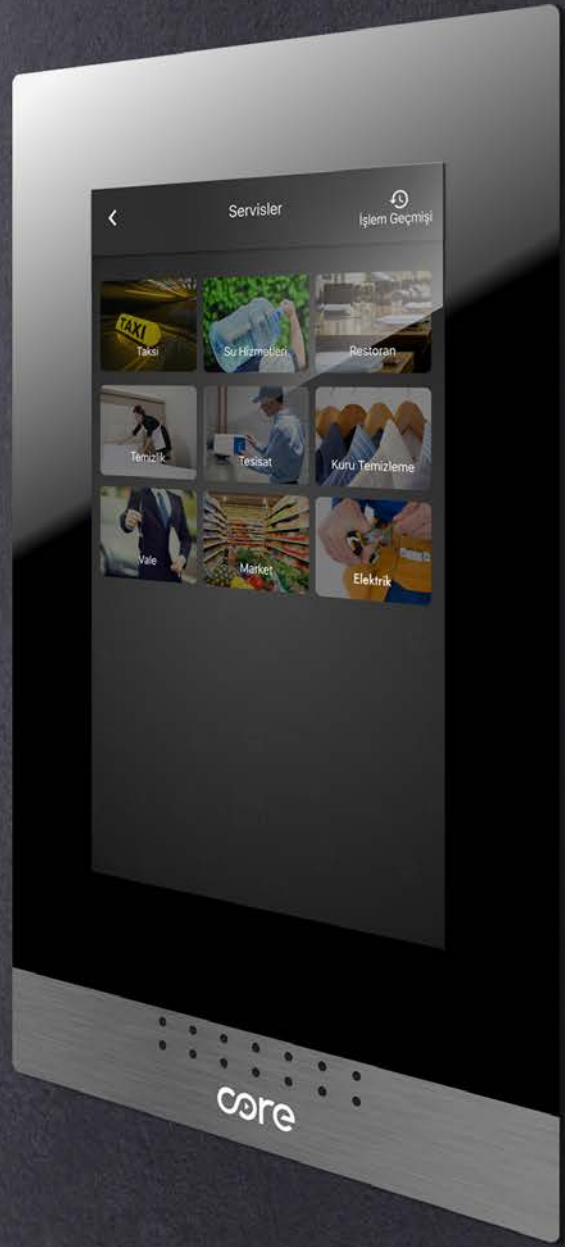 Servisler
İşlem Geçmişi
TAXI
Taksi
Su Hizmetleri
Restoran
Temizlik
Tesisat
Kuru Temizleme
Vale
Market
Elektrik
core